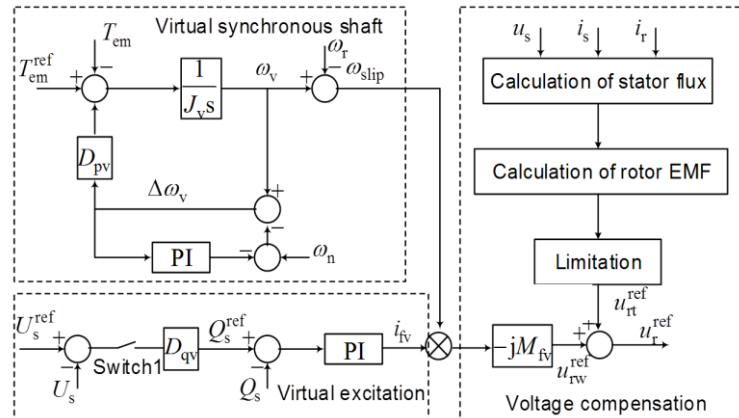 Virtual synchronous shaft
T_em
T_em^ref
+
−
1
J_v s
ω_v
ω_r
+
−
ω_slip
D_pv
Δω_v
+
−
PI
−
ω_n
U_s^ref
+
−
U_s
Switch1
D_qv
Q_s^ref
+
−
Q_s
PI
i_fv
Virtual excitation
u_s
i_s
i_r
Calculation of stator flux
Calculation of rotor EMF
Limitation
u_rt^ref
+
−jM_fv
+
u_rw^ref
u_r^ref
Voltage compensation